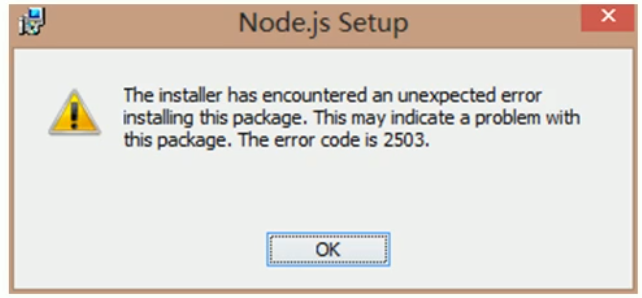 Node.js Setup
The installer has encountered an unexpected error
installing this package. This may indicate a problem with
this package. The error code is 2503.
OK